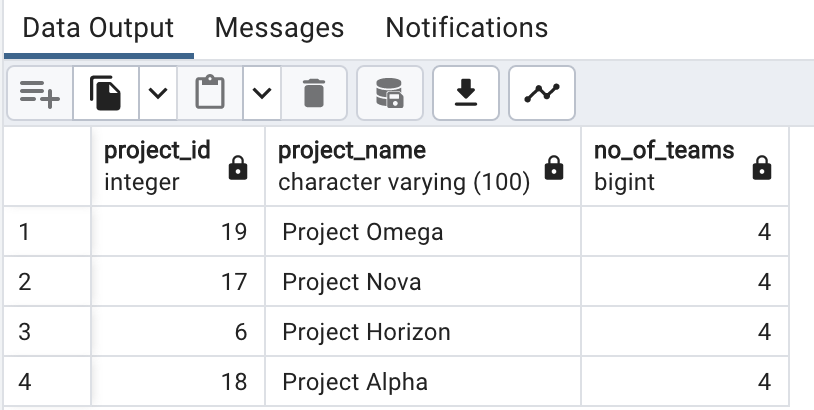 Data Output Messages Notifications
project_id project_name no_of_teams
integer character varying (100) bigint
1 19 Project Omega 4
2 17 Project Nova 4
3 6 Project Horizon 4
4 18 Project Alpha 4